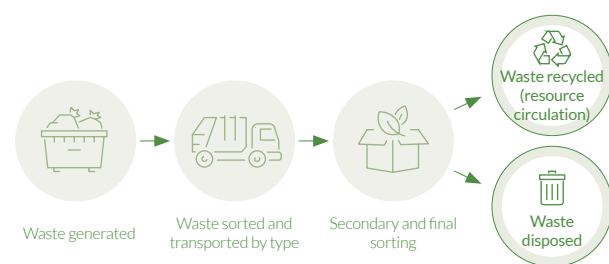 Waste generated
Waste sorted and
transported by type
Secondary and final
sorting
Waste recycled
(resource
circulation)
Waste
disposed